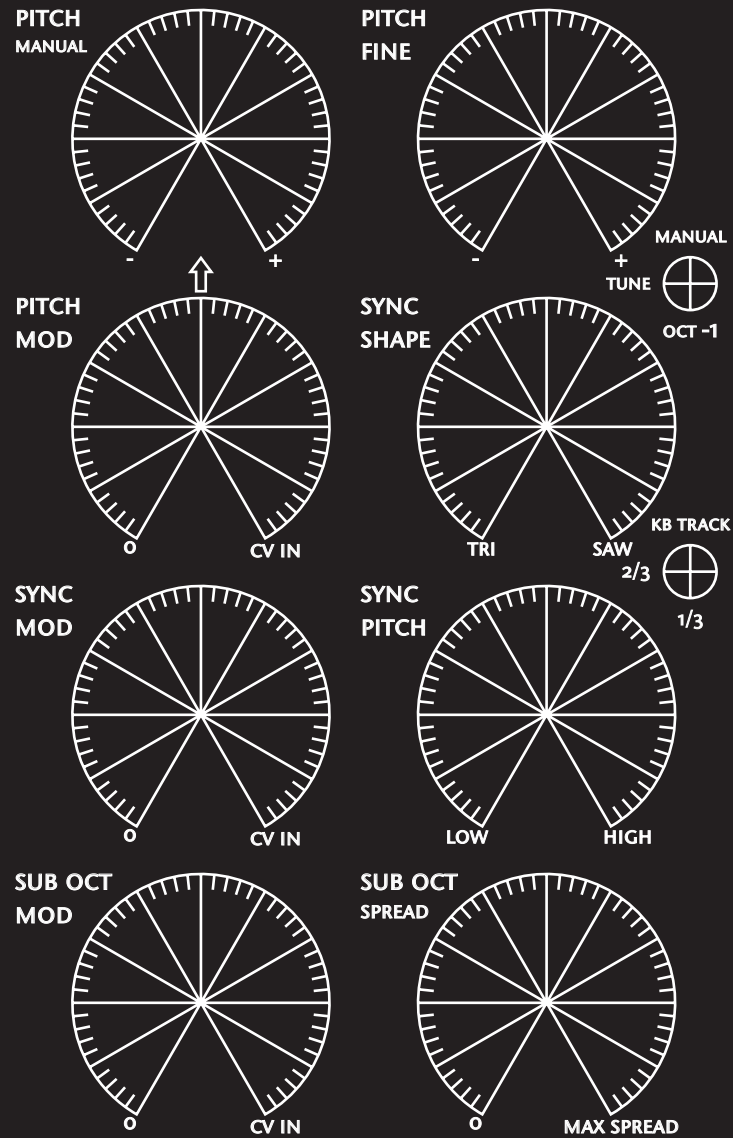 PITCH
MANUAL
PITCH
FINE
-
+
-
+
MANUAL
TUNE
OCT -1
PITCH
MOD
SYNC
SHAPE
0
CV IN
TRI
SAW
KB TRACK
2/3
1/3
SYNC
MOD
SYNC
PITCH
0
CV IN
LOW
HIGH
SUB OCT
MOD
SUB OCT
SPREAD
0
CV IN
0
MAX SPREAD